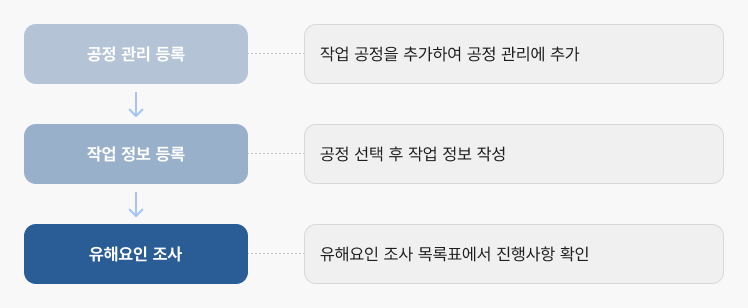 공정 관리 등록
작업 공정을 추가하여 공정 관리에 추가
작업 정보 등록
공정 선택 후 작업 정보 작성
유해요인 조사
유해요인 조사 목록표에서 진행사항 확인